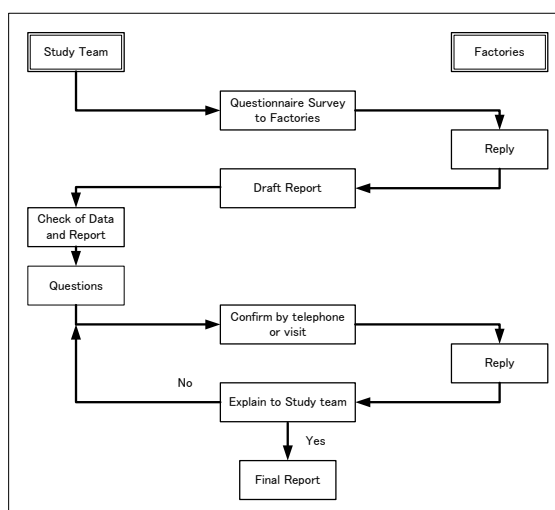 Study Team
Factories
Questionnaire Survey
to Factories
Reply
Draft Report
Check of Data
and Report
Questions
Confirm by telephone
or visit
Reply
No
Explain to Study team
Yes
Final Report